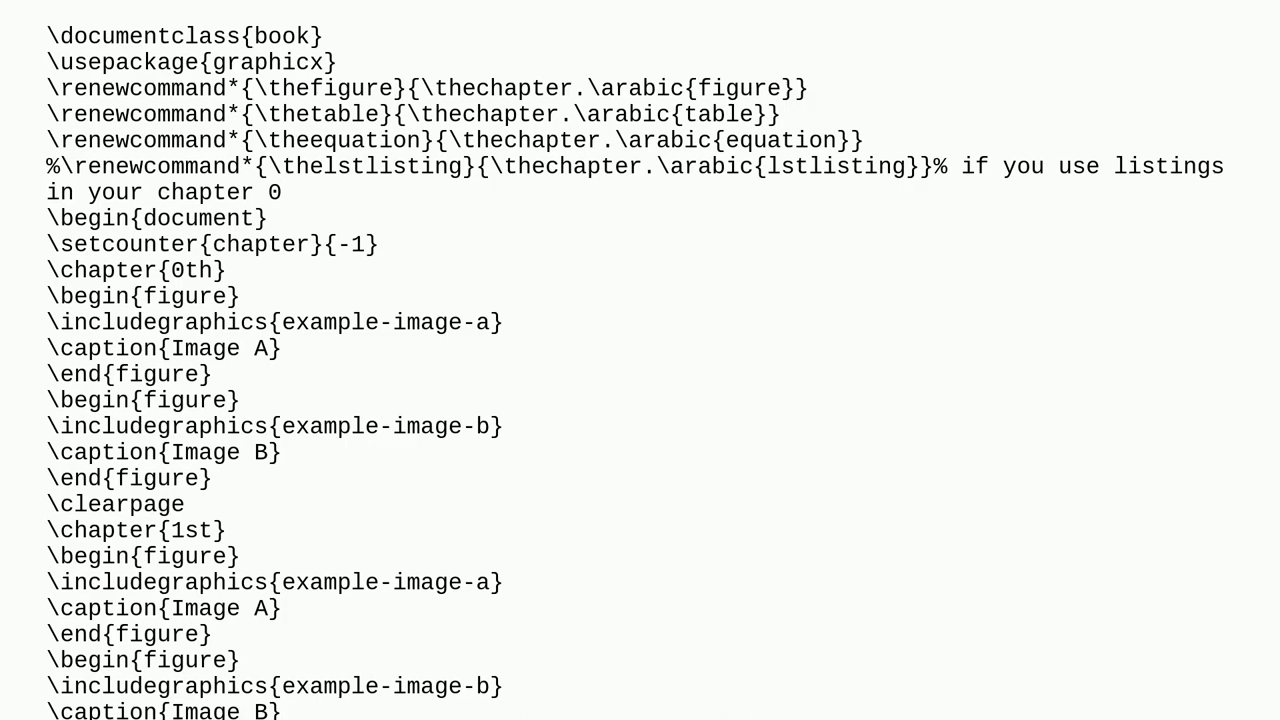 \documentclass{book}
\usepackage{graphicx}
\renewcommand*{\thefigure}{\thechapter.\arabic{figure}}
\renewcommand*{\thetable}{\thechapter.\arabic{table}}
\renewcommand*{\theequation}{\thechapter.\arabic{equation}}
%\renewcommand*{\thelstlisting}{\thechapter.\arabic{lstlisting}}% if you use listings
in your chapter 0
\begin{document}
\setcounter{chapter}{-1}
\chapter{0th}
\begin{figure}
\includegraphics{example-image-a}
\caption{Image A}
\end{figure}
\begin{figure}
\includegraphics{example-image-b}
\caption{Image B}
\end{figure}
\clearpage
\chapter{1st}
\begin{figure}
\includegraphics{example-image-a}
\caption{Image A}
\end{figure}
\begin{figure}
\includegraphics{example-image-b}
\caption{Image B}